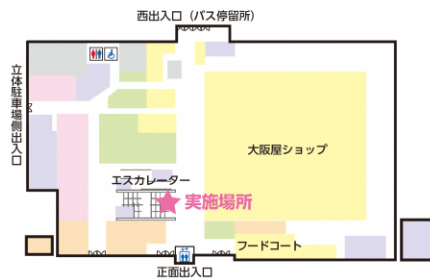 西出入口（バス停留所）
立体駐車場側出入口
大阪屋ショップ
エスカレーター
実施場所
フードコート
正面出入口